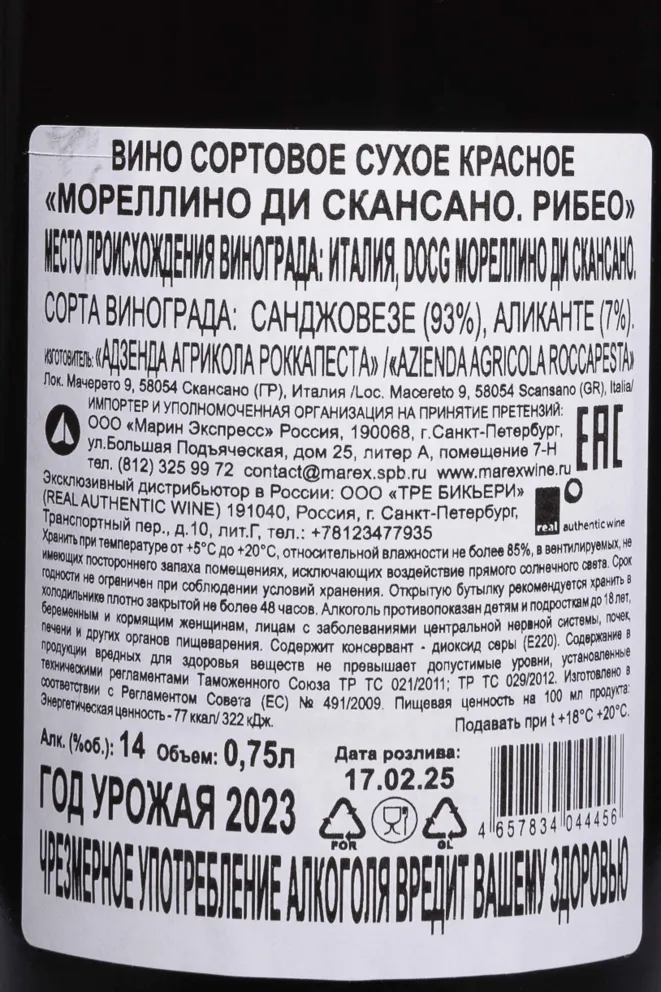 ВИНО СОРТОВОЕ СУХОЕ КРАСНОЕ
«МОРЕЛЛИНО ДИ СКАНСАНО. РИБЕО»
МЕСТО ПРОИСХОЖДЕНИЯ ВИНОГРАДА: ИТАЛИЯ, DOCG МОРЕЛЛИНО ДИ СКАНСАНО.
СОРТА ВИНОГРАДА: САНДЖОВЕЗЕ (93%), АЛИКАНТЕ (7%).
ИЗГОТОВИТЕЛЬ: «АДЗЕНДА АГРИКОЛА РОККАПЕСТА» /«AZIENDA AGRICOLA ROCCAPESTA»
Лок. Мачерето 9, 58054 Скансано (ГР), Италия /Loc. Macereto 9, 58054 Scansano (GR), Italia/
ИМПОРТЕР И УПОЛНОМОЧЕННАЯ ОРГАНИЗАЦИЯ НА ПРИНЯТИЕ ПРЕТЕНЗИЙ:
ООО «Марин Экспресс» Россия, 190068, г.Санкт-Петербург,
ул.Большая Подъяческая, дом 25, литер А, помещение 7-Н
тел. (812) 325 99 72 contact@marex.spb.ru www.marexwine.ru
EAC
Эксклюзивный дистрибьютор в России: ООО «ТРЕ БИКЪЕРИ»
(REAL AUTHENTIC WINE) 191040, Россия, г. Санкт-Петербург,
Транспортный пер., д.10, лит.Г, тел.: +78123477935
real authentic wine
Хранить при температуре от +5°С до +20°С, относительной влажности не более 85%, в вентилируемых, не
имеющих постороннего запаха помещениях, исключающих воздействие прямого солнечного света. Срок
годности не ограничен при соблюдении условий хранения. Открытую бутылку рекомендуется хранить в
холодильнике плотно закрытой не более 48 часов. Алкоголь противопоказан детям и подросткам до 18 лет,
беременным и кормящим женщинам, лицам с заболеваниями центральной нервной системы, почек,
печени и других органов пищеварения. Содержит консервант - диоксид серы (Е220). Содержание в
продукции вредных для здоровья веществ не превышает допустимые уровни, установленные
техническими регламентами Таможенного Союза ТР ТС 021/2011; ТР ТС 029/2012. Изготовлено в
соответствии с Регламентом Совета (ЕС) № 491/2009. Пищевая ценность на 100 мл продукта:
Энергетическая ценность - 77 ккал/ 322 кДж.
Подавать при t +18°С +20°С.
Алк. (%об.): 14 Объем: 0,75л
Дата розлива:
17.02.25
ГОД УРОЖАЯ 2023
FOR
GL
4 657834 044456
ЧРЕЗМЕРНОЕ УПОТРЕБЛЕНИЕ АЛКОГОЛЯ ВРЕДИТ ВАШЕМУ ЗДОРОВЬЮ